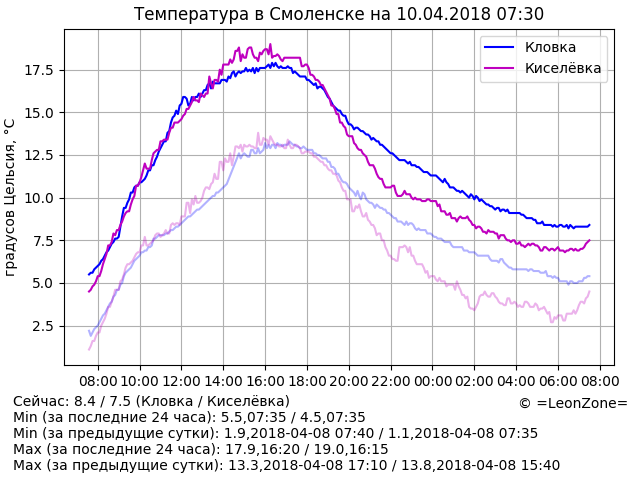 Температура в Смоленске на 10.04.2018 07:30
Кловка
Киселёвка
градусов Цельсия, °C
17.5
15.0
12.5
10.0
7.5
5.0
2.5
08:00 10:00 12:00 14:00 16:00 18:00 20:00 22:00 00:00 02:00 04:00 06:00 08:00
Сейчас: 8.4 / 7.5 (Кловка / Киселёвка)
© =LeonZone=
Min (за последние 24 часа): 5.5,07:35 / 4.5,07:35
Min (за предыдущие сутки): 1.9,2018-04-08 07:40 / 1.1,2018-04-08 07:35
Max (за последние 24 часа): 17.9,16:20 / 19.0,16:15
Max (за предыдущие сутки): 13.3,2018-04-08 17:10 / 13.8,2018-04-08 15:40